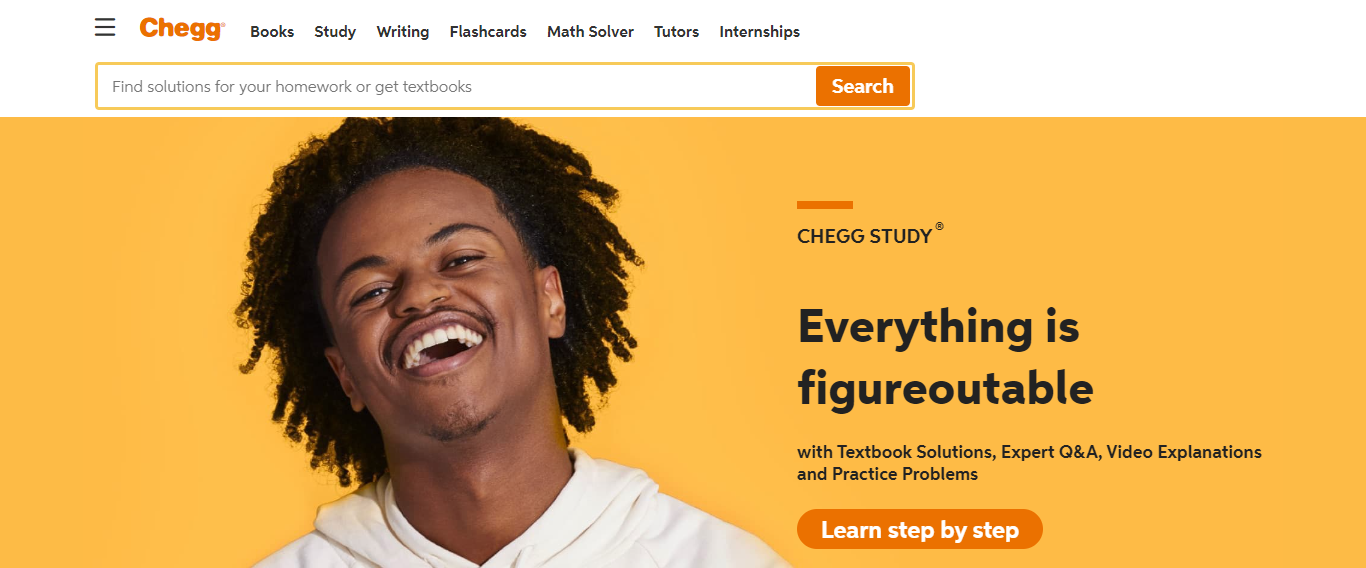 Chegg®
Books Study Writing Flashcards Math Solver Tutors Internships
Find solutions for your homework or get textbooks Search
CHEGG STUDY®
Everything is
figureoutable
with Textbook Solutions, Expert Q&A, Video Explanations
and Practice Problems
Learn step by step